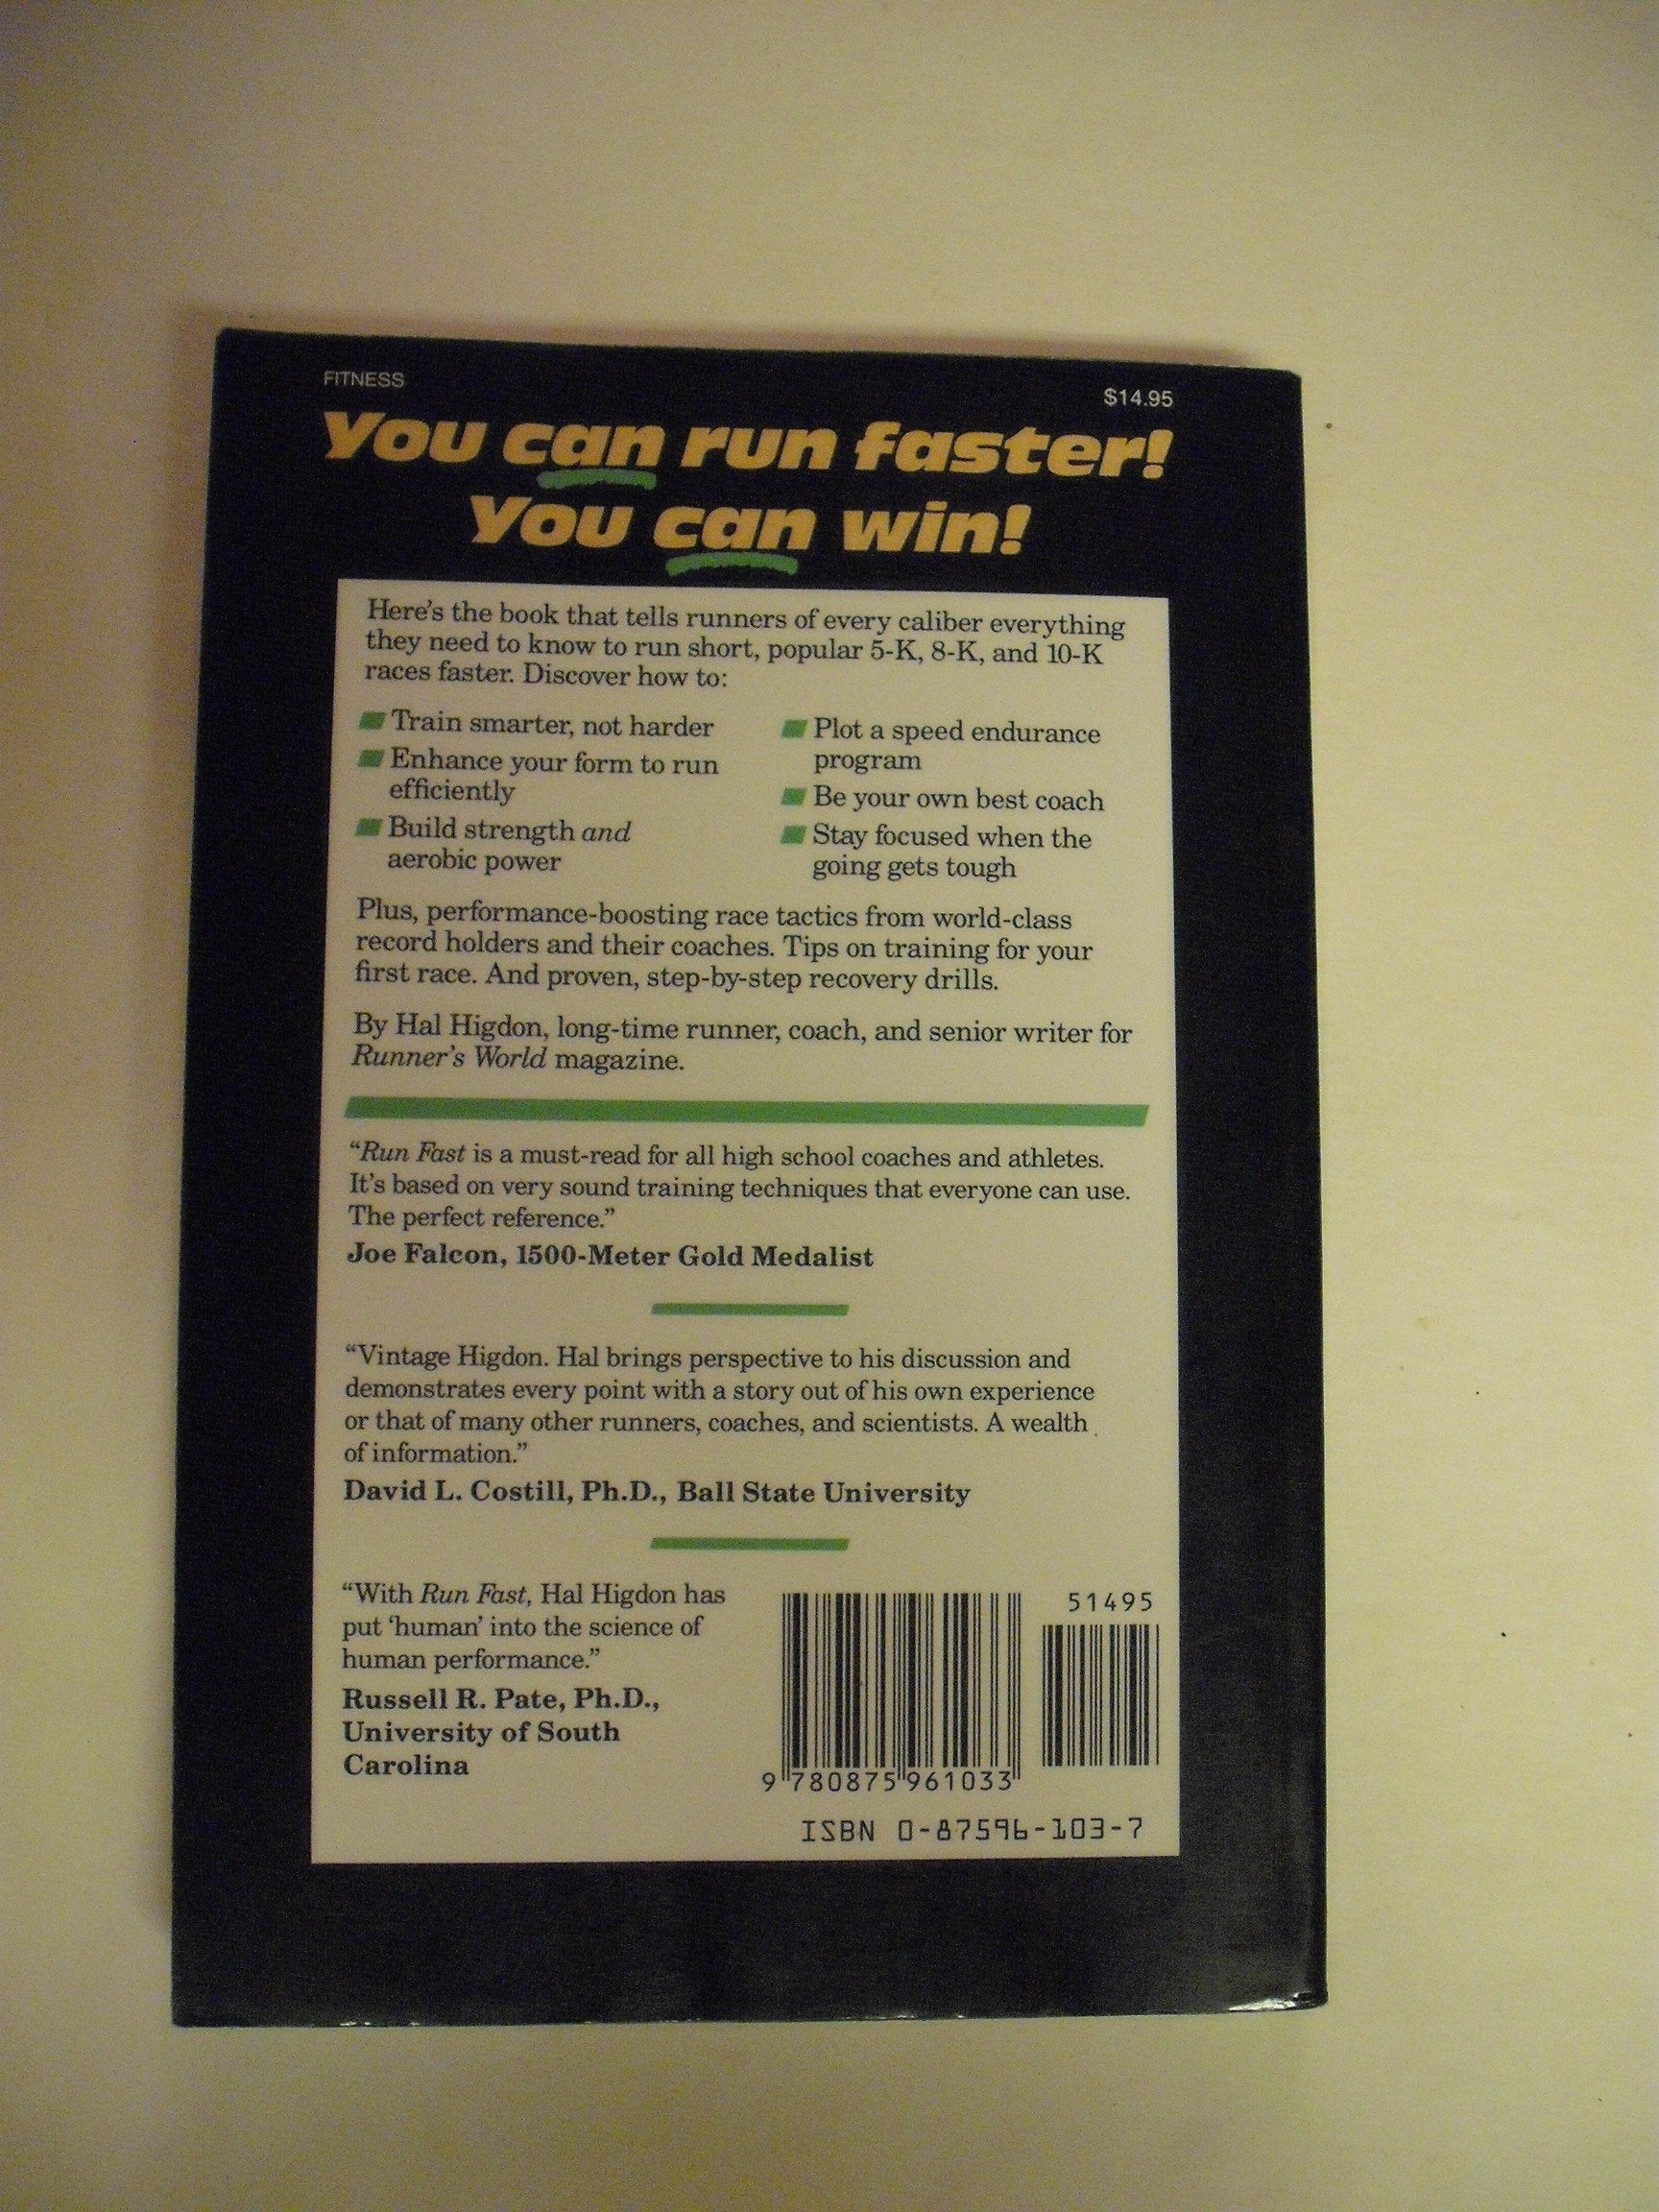 FITNESS
$14.95
You can run faster!
You can win!
Here's the book that tells runners of every caliber everything
they need to know to run short, popular 5-K, 8-K, and 10-K
races faster. Discover how to:
Train smarter, not harder
Enhance your form to run
efficiently
Build strength and
aerobic power
Plot a speed endurance
program
Be your own best coach
Stay focused when the
going gets tough
Plus, performance-boosting race tactics from world-class
record holders and their coaches. Tips on training for your
first race. And proven, step-by-step recovery drills.
By Hal Higdon, long-time runner, coach, and senior writer for
Runner's World magazine.
“Run Fast is a must-read for all high school coaches and athletes.
It's based on very sound training techniques that everyone can use.
The perfect reference.”
Joe Falcon, 1500-Meter Gold Medalist
“Vintage Higdon. Hal brings perspective to his discussion and
demonstrates every point with a story out of his own experience
or that of many other runners, coaches, and scientists. A wealth
of information.”
David L. Costill, Ph.D., Ball State University
“With Run Fast, Hal Higdon has
put ‘human’ into the science of
human performance.”
Russell R. Pate, Ph.D.,
University of South
Carolina
51495
9 780875 961033
ISBN 0-87596-103-7